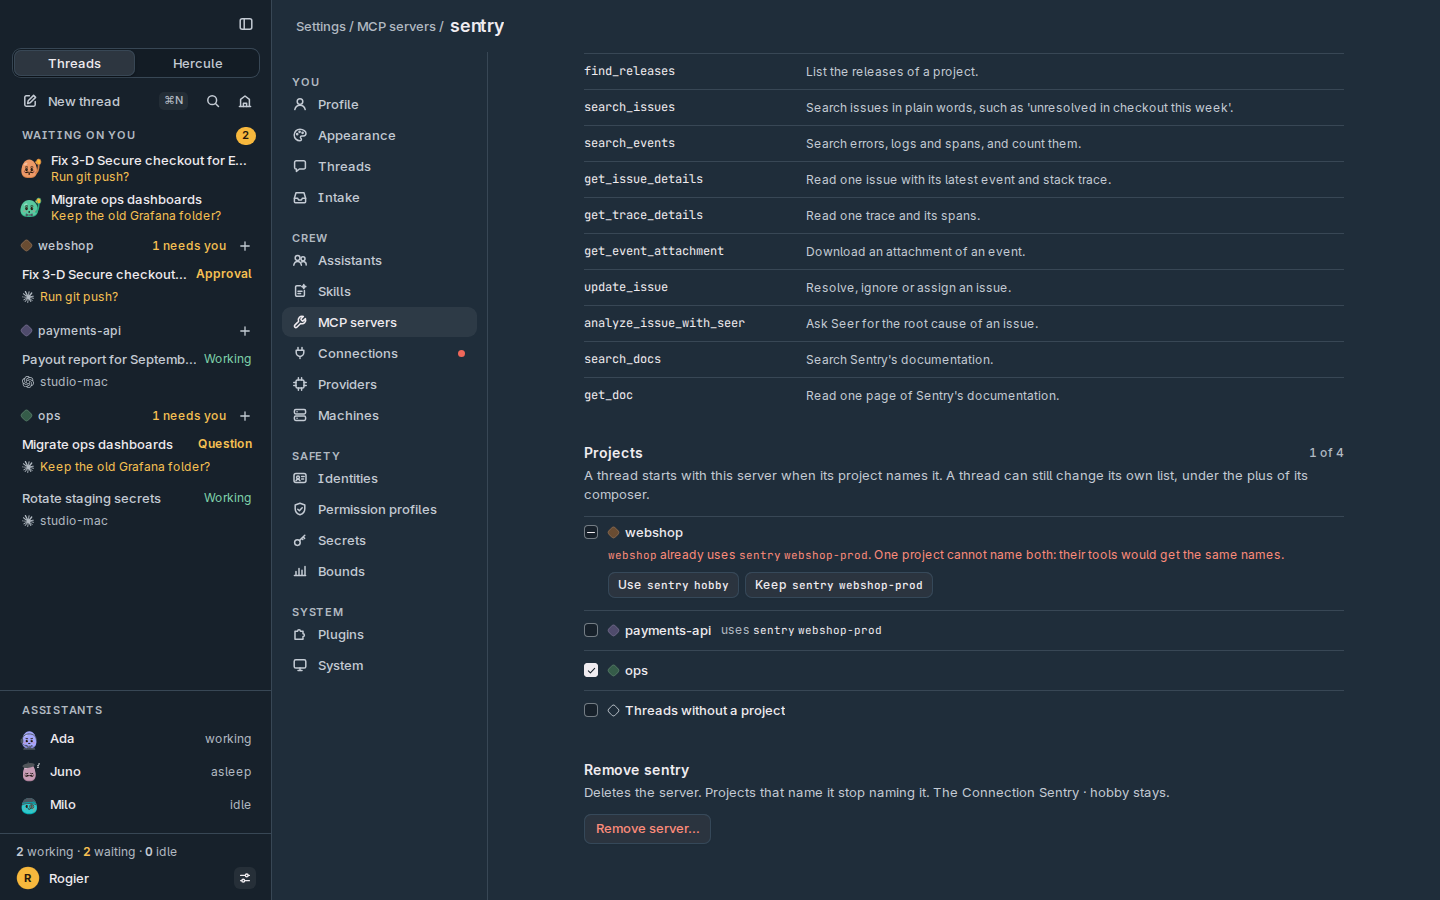 Threads
Hercule
New thread
⌘N
WAITING ON YOU
2
Fix 3-D Secure checkout for E...
Run git push?
Migrate ops dashboards
Keep the old Grafana folder?
webshop
1 needs you
Fix 3-D Secure checkout...
Approval
Run git push?
payments-api
Payout report for Septemb...
Working
studio-mac
ops
1 needs you
Migrate ops dashboards
Question
Keep the old Grafana folder?
Rotate staging secrets
Working
studio-mac
ASSISTANTS
Ada
working
Juno
asleep
Milo
idle
2 working · 2 waiting · 0 idle
R
Rogier
Settings / MCP servers / sentry
YOU
Profile
Appearance
Threads
Intake
CREW
Assistants
Skills
MCP servers
Connections
Providers
Machines
SAFETY
Identities
Permission profiles
Secrets
Bounds
SYSTEM
Plugins
System
find_releases
List the releases of a project.
search_issues
Search issues in plain words, such as 'unresolved in checkout this week'.
search_events
Search errors, logs and spans, and count them.
get_issue_details
Read one issue with its latest event and stack trace.
get_trace_details
Read one trace and its spans.
get_event_attachment
Download an attachment of an event.
update_issue
Resolve, ignore or assign an issue.
analyze_issue_with_seer
Ask Seer for the root cause of an issue.
search_docs
Search Sentry's documentation.
get_doc
Read one page of Sentry's documentation.
Projects
1 of 4
A thread starts with this server when its project names it. A thread can still change its own list, under the plus of its
composer.
webshop
webshop already uses sentry webshop-prod. One project cannot name both: their tools would get the same names.
Use sentry hobby
Keep sentry webshop-prod
payments-api uses sentry webshop-prod
ops
Threads without a project
Remove sentry
Deletes the server. Projects that name it stop naming it. The Connection Sentry · hobby stays.
Remove server...